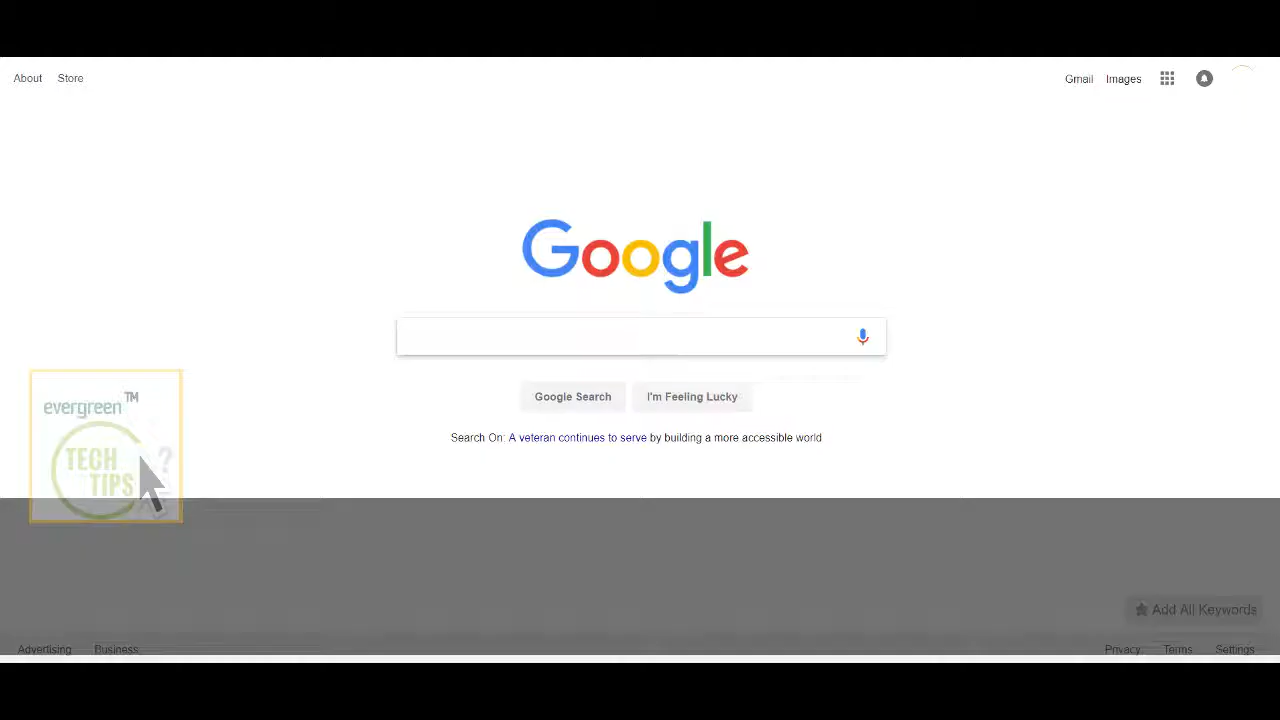 About Store
Gmail Images
Google
Google Search I'm Feeling Lucky
Search On: A veteran continues to serve by building a more accessible world
evergreen™
TECH
TIPS
?
Add All Keywords
Advertising Business
Privacy Terms Settings